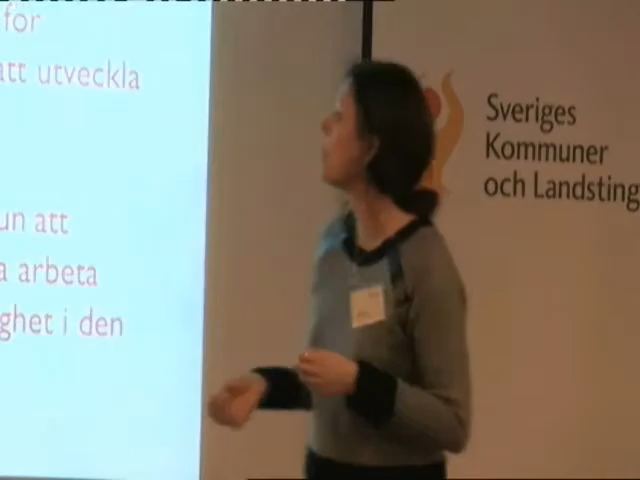 for
att utveckla
un att
a arbeta
ghet i den
Sveriges
Kommuner
och Landsting